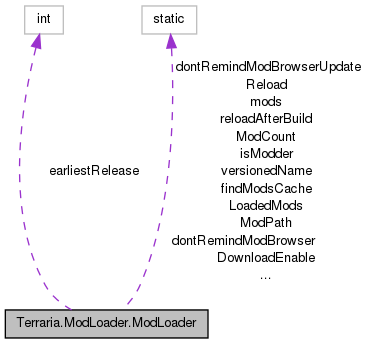 int
static
dontRemindModBrowserUpdate
Reload
mods
reloadAfterBuild
ModCount
isModder
versionedName
findModsCache
LoadedMods
ModPath
dontRemindModBrowser
DownloadEnable
...
earliestRelease
Terraria.ModLoader.ModLoader